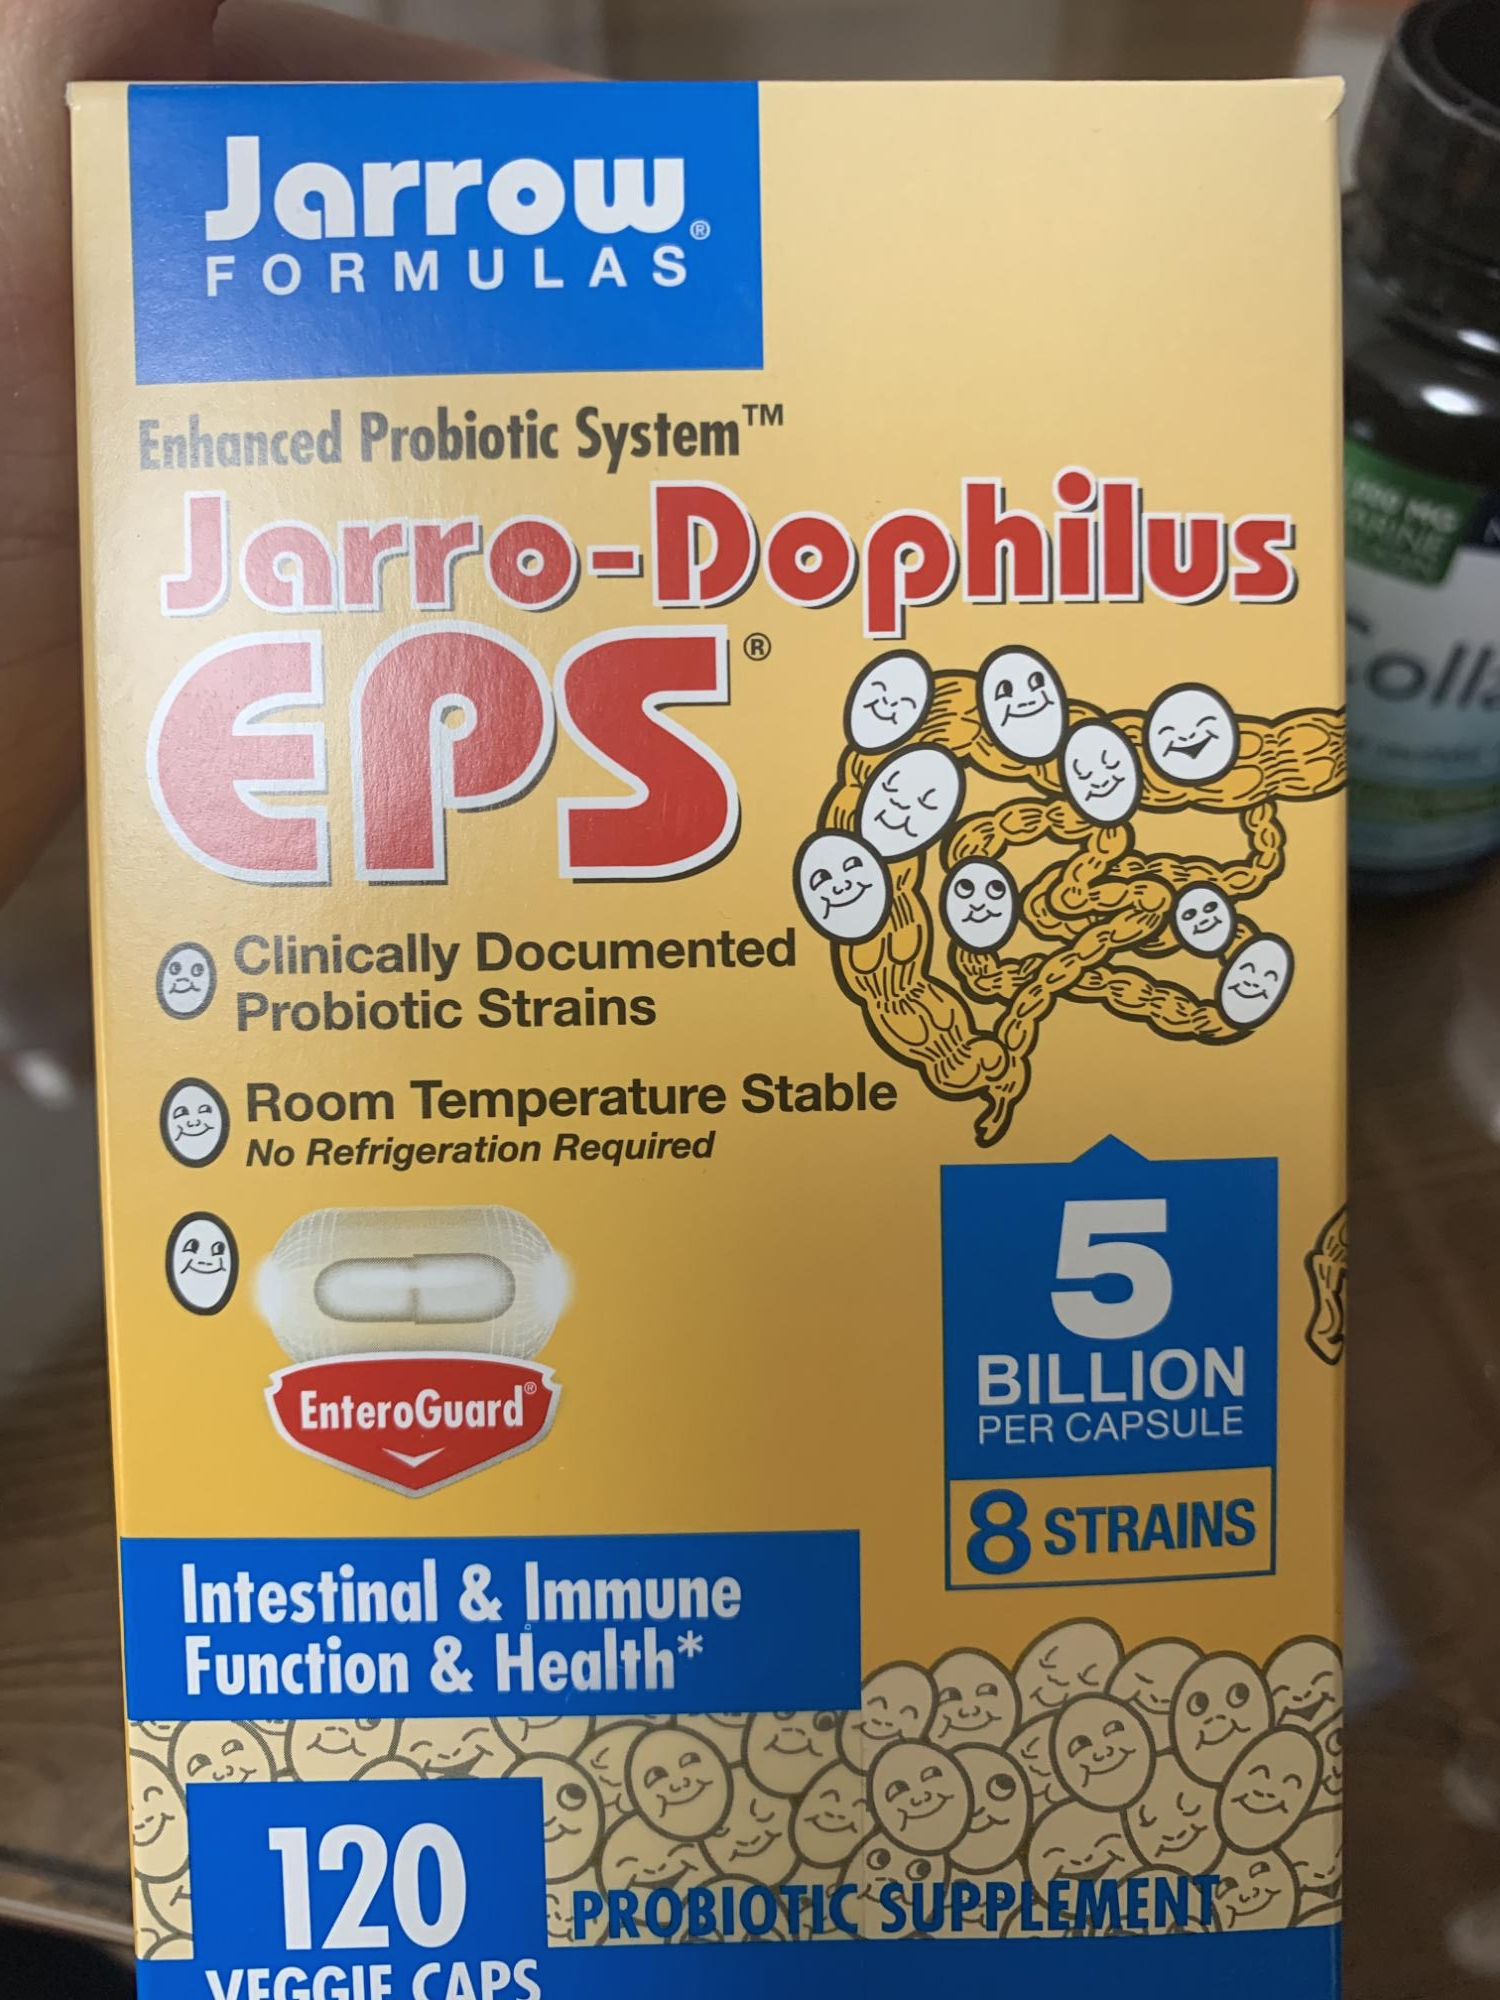 Jarrow®
FORMULAS
Enhanced Probiotic System™
Jarro-Dophilus
EPS®
Clinically Documented
Probiotic Strains
Room Temperature Stable
No Refrigeration Required
EnteroGuard®
5
BILLION
PER CAPSULE
8 STRAINS
Intestinal & Immune
Function & Health*
120
VEGGIE CAPS
PROBIOTIC SUPPLEMENT
MG